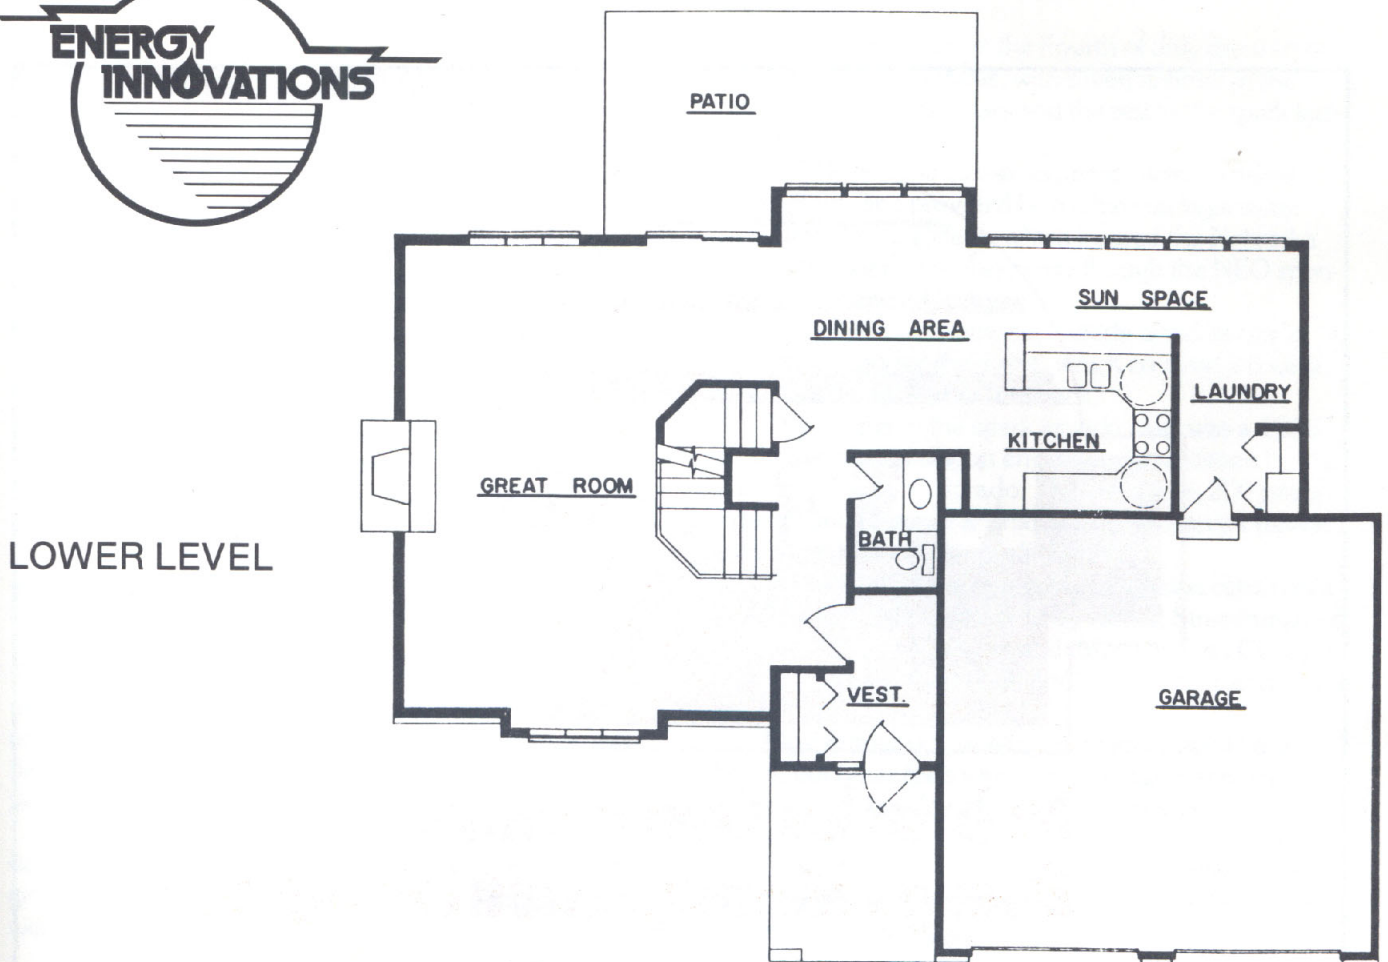 ENERGY
INNOVATIONS
PATIO
SUN SPACE
DINING AREA
LAUNDRY
KITCHEN
GREAT ROOM
BATH
LOWER LEVEL
VEST.
GARAGE